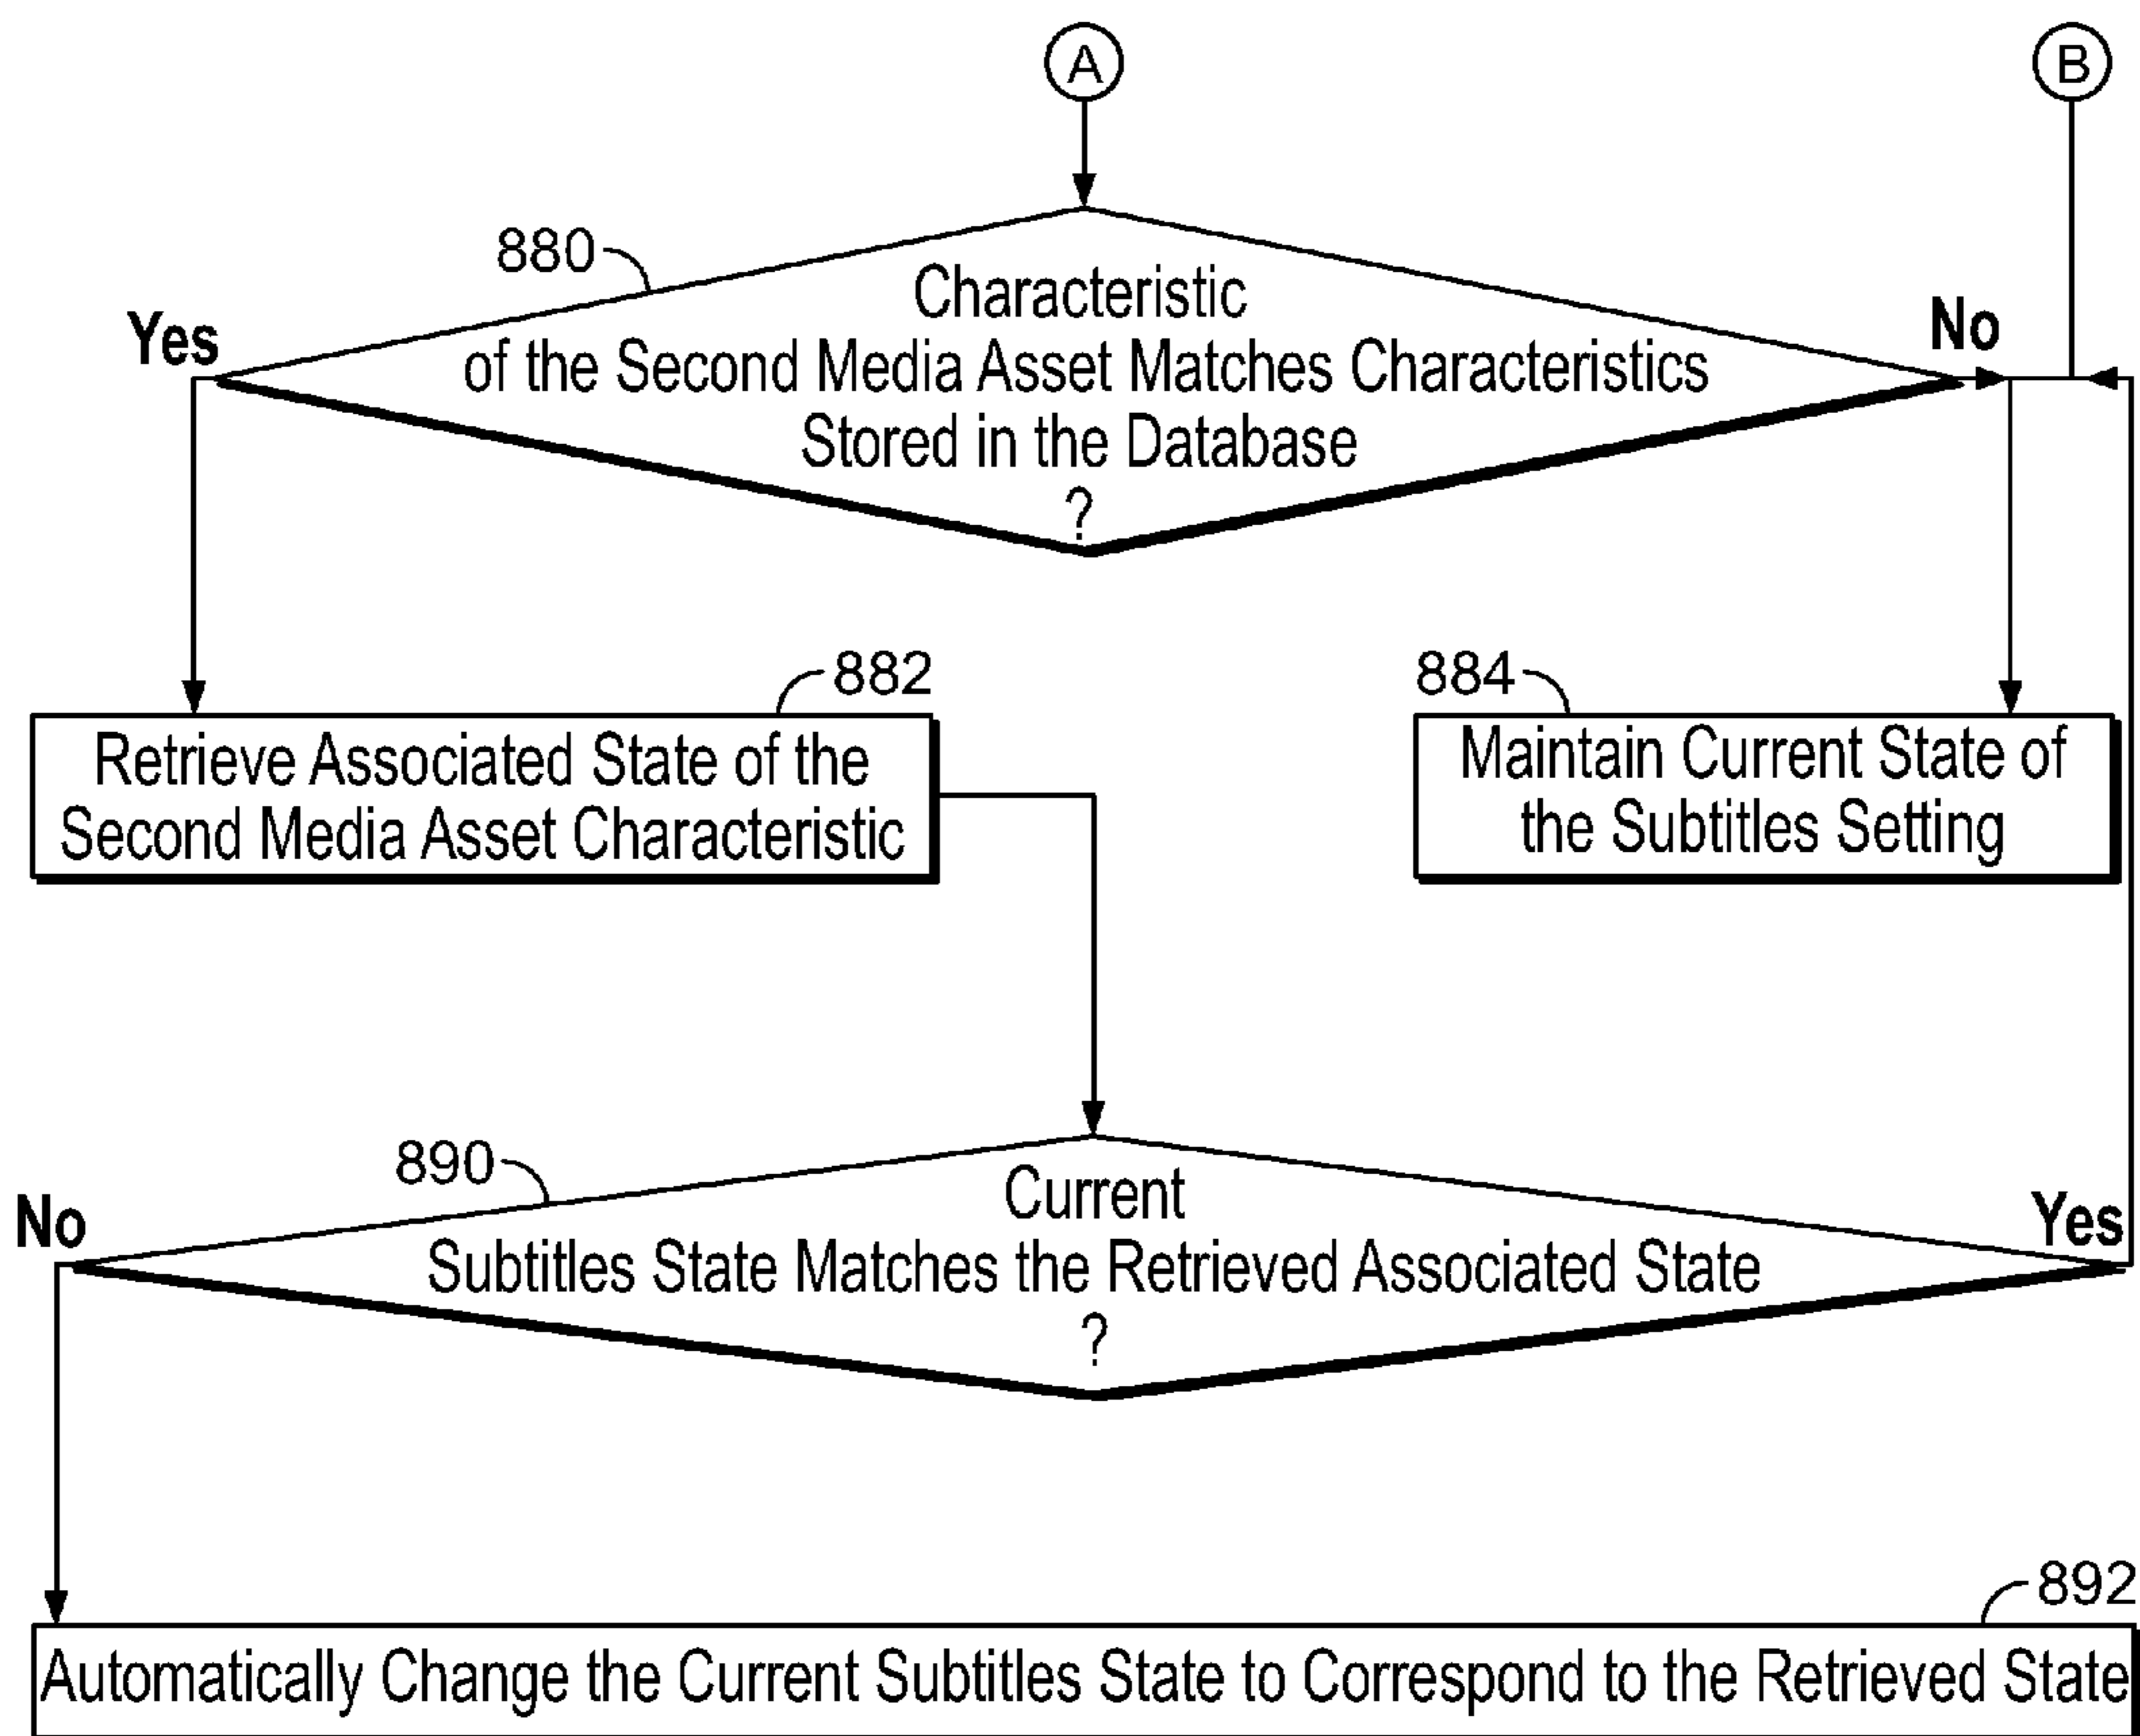 A
B
880
Characteristic
of the Second Media Asset Matches Characteristics
Stored in the Database
?
Yes
No
882
Retrieve Associated State of the
Second Media Asset Characteristic
884
Maintain Current State of
the Subtitles Setting
890
Current
Subtitles State Matches the Retrieved Associated State
?
No
Yes
892
Automatically Change the Current Subtitles State to Correspond to the Retrieved State